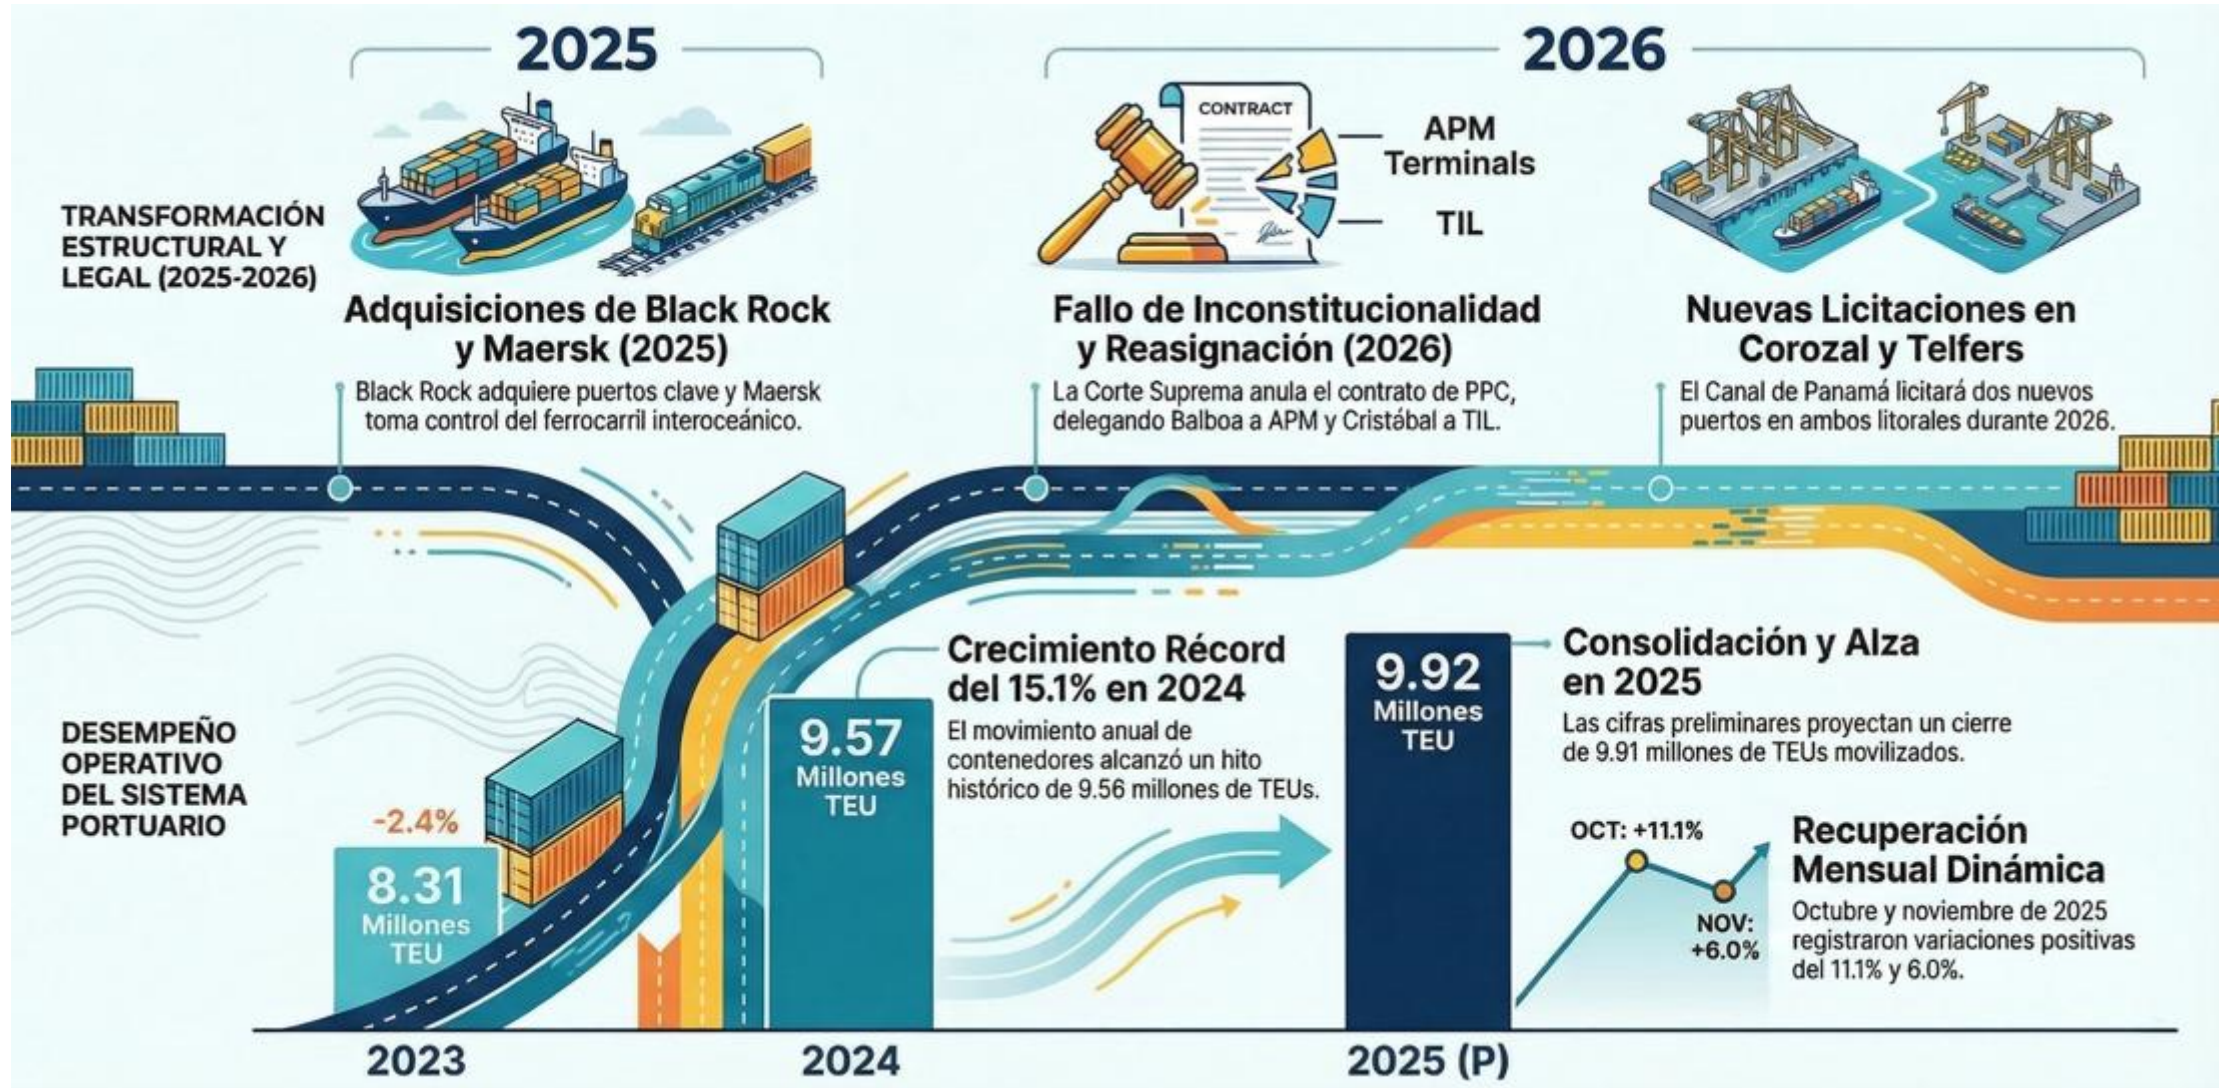 2025
2026
CONTRACT
APM
Terminals
TIL
TRANSFORMACIÓN
ESTRUCTURAL Y
LEGAL (2025-2026)
Adquisiciones de Black Rock
y Maersk (2025)
Black Rock adquiere puertos clave y Maersk
toma control del ferrocarril interoceánico.
Fallo de Inconstitucionalidad
y Reasignación (2026)
La Corte Suprema anula el contrato de PPC,
delegando Balboa a APM y Cristábal a TIL.
Nuevas Licitaciones en
Corozal y Telfers
El Canal de Panamá licitará dos nuevos
puertos en ambos litorales durante 2026.
DESEMPEÑO
OPERATIVO
DEL SISTEMA
PORTUARIO
-2.4%
8.31
Millones
TEU
9.57
Millones
TEU
Crecimiento Récord
del 15.1% en 2024
El movimiento anual de
contenedores alcanzó un hito
histórico de 9.56 millones de TEUs.
9.92
Millones
TEU
Consolidación y Alza
en 2025
Las cifras preliminares proyectan un cierre
de 9.91 millones de TEUs movilizados.
OCT: +11.1%
NOV:
+6.0%
Recuperación
Mensual Dinámica
Octubre y noviembre de 2025
registraron variaciones positivas
del 11.1% y 6.0%.
2023
2024
2025 (P)